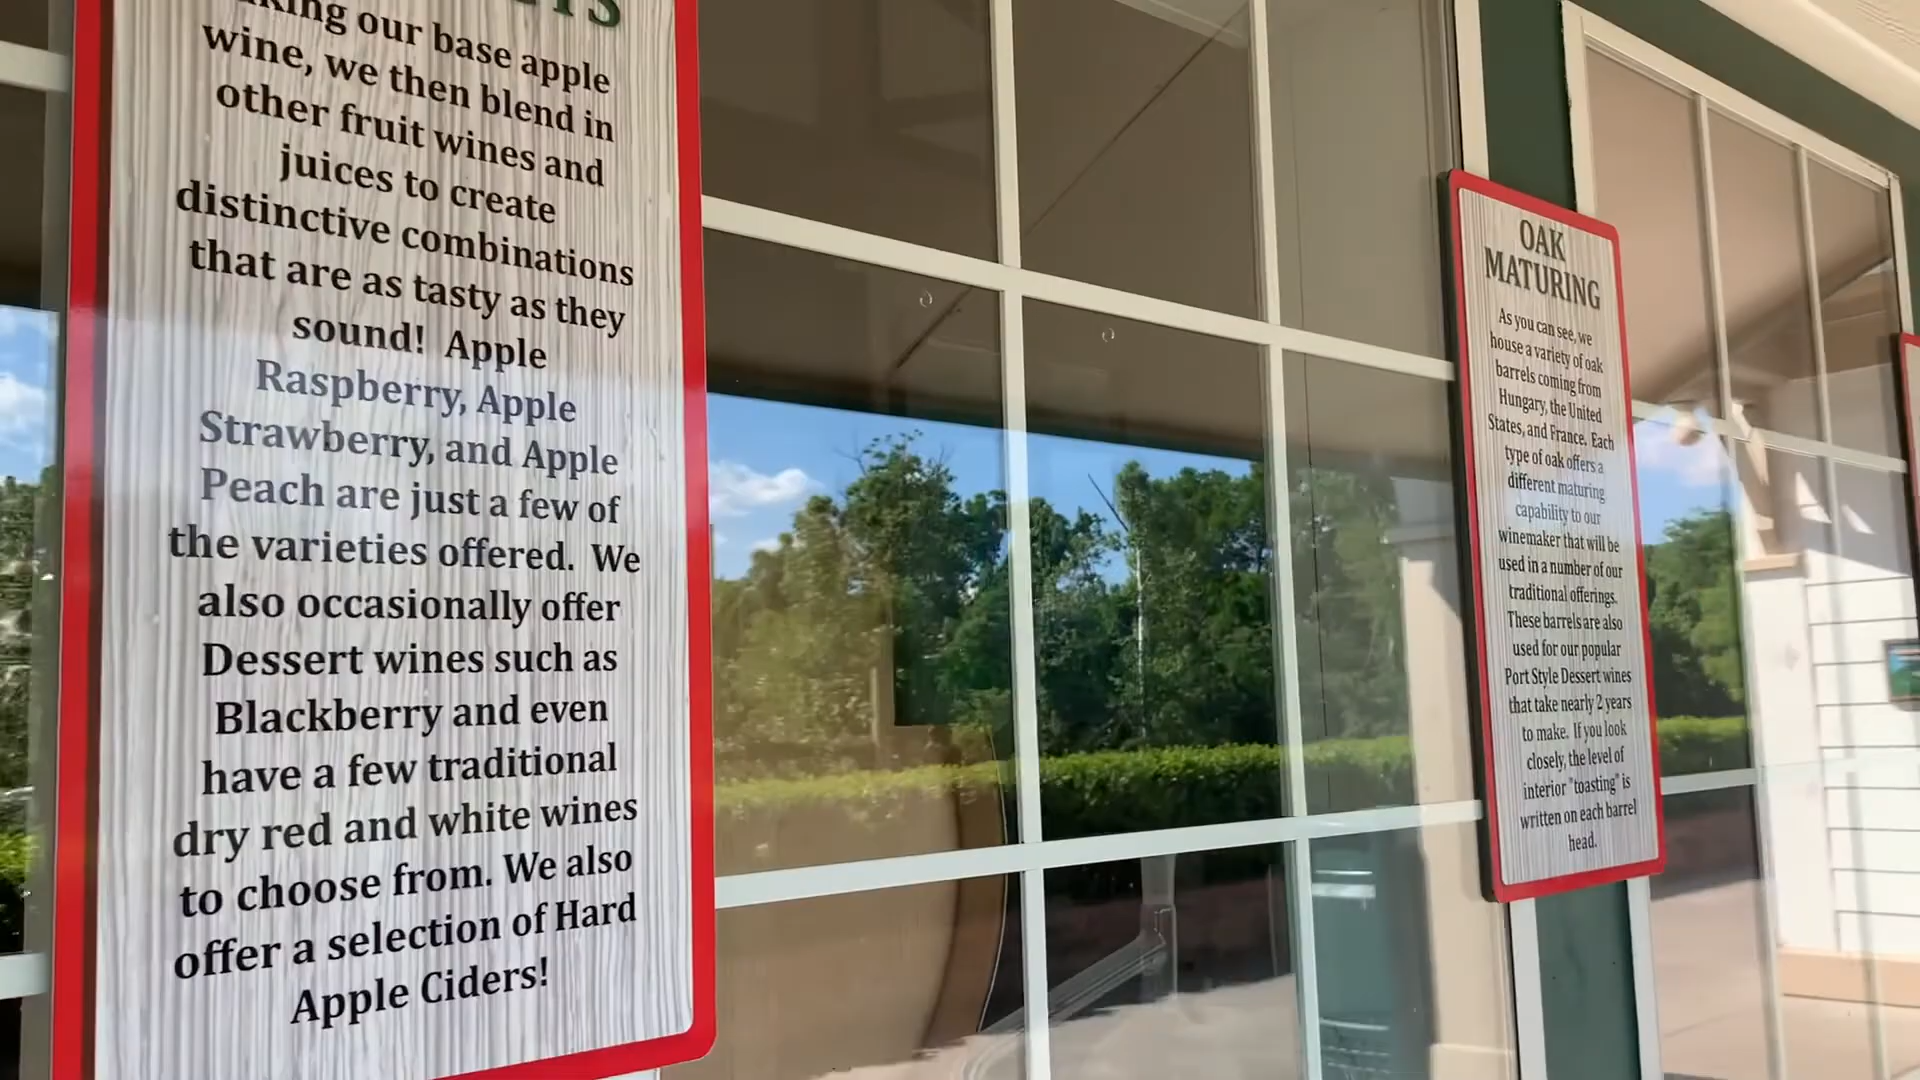 our base apple
wine, we then blend in
other fruit wines and
juices to create
distinctive combinations
that are as tasty as they
sound! Apple
Raspberry, Apple
Strawberry, and Apple
Peach are just a few of
the varieties offered. We
also occasionally offer
Dessert wines such as
Blackberry and even
have a few traditional
dry red and white wines
to choose from. We also
offer a selection of Hard
Apple Ciders!
OAK
MATURING
As you can see, we
house a variety of oak
barrels coming from
Hungary, the United
States, and France. Each
type of oak offers a
different maturing
capability to our
winemaker that will be
used in a number of our
traditional offerings.
These barrels are also
used for our popular
Port Style Dessert wines
that take nearly 2 years
to make. If you look
closely, the level of
interior "toasting" is
written on each barrel
head.